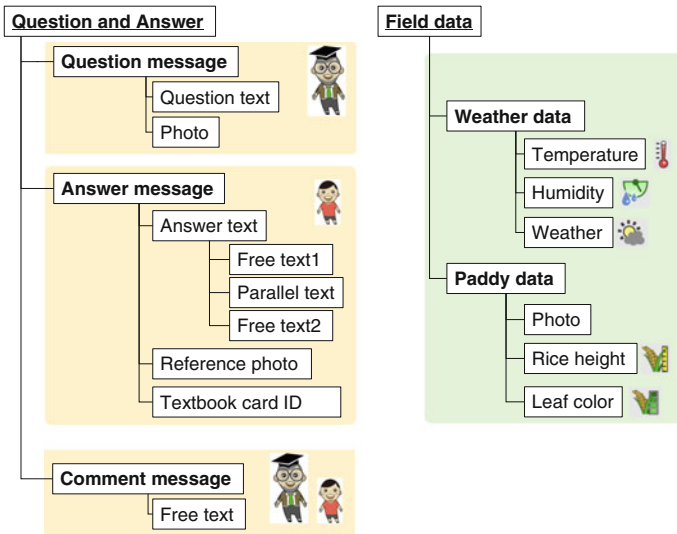 Question and Answer
Question message
Question text
Photo
Answer message
Answer text
Free text1
Parallel text
Free text2
Reference photo
Textbook card ID
Comment message
Free text
Field data
Weather data
Temperature
Humidity
Weather
Paddy data
Photo
Rice height
Leaf color